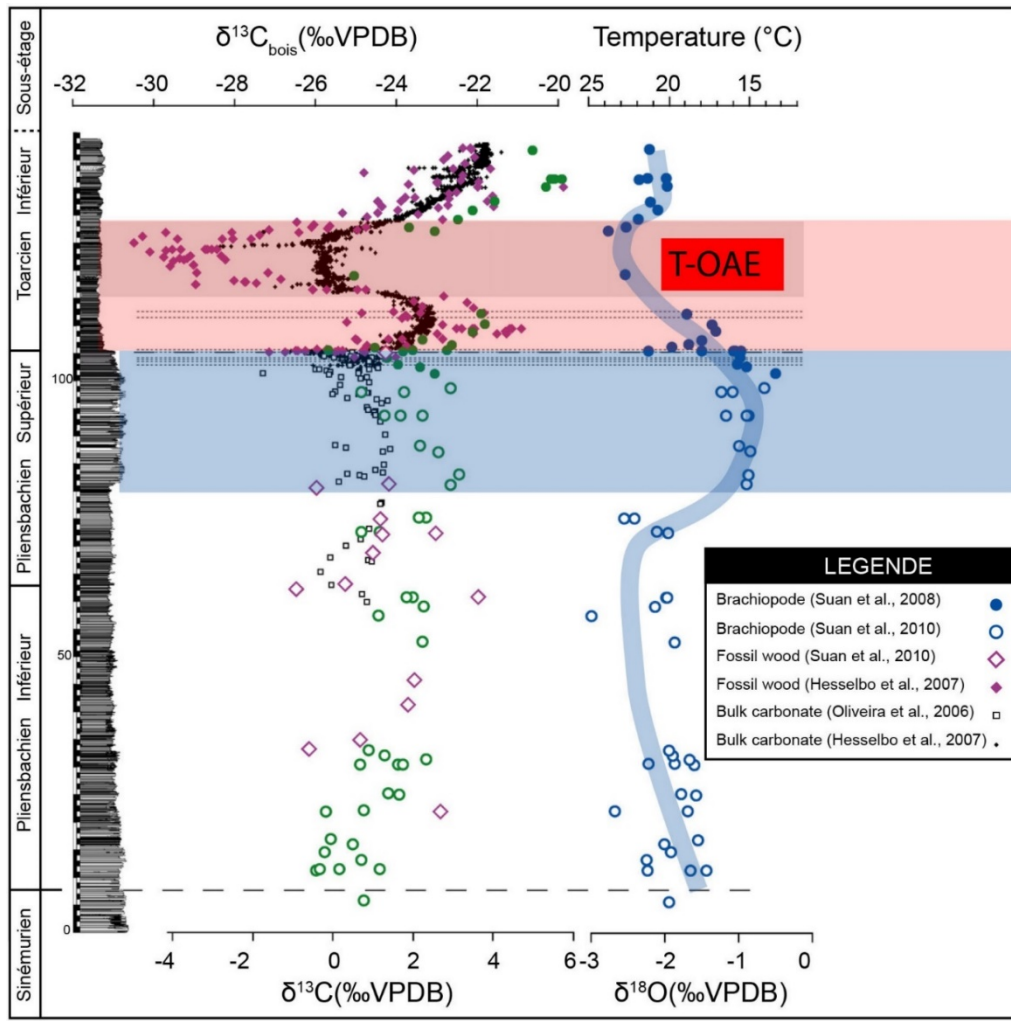 δ¹³Cbois(‰VPDB)
Temperature (°C)
-32 -30 -28 -26 -24 -22 -20
25 20 15
Sous-étage
Toarcien Inférieur
Pliensbachien Supérieur
Pliensbachien Inférieur
Sinémurien
100
50
0
T-OAE
LEGENDE
Brachiopode (Suan et al., 2008)
Brachiopode (Suan et al., 2010)
Fossil wood (Suan et al., 2010)
Fossil wood (Hesselbo et al., 2007)
Bulk carbonate (Oliveira et al., 2006)
Bulk carbonate (Hesselbo et al., 2007)
-4 -2 0 2 4 6
-3 -2 -1 0
δ¹³C(‰VPDB)
δ¹⁸O(‰VPDB)